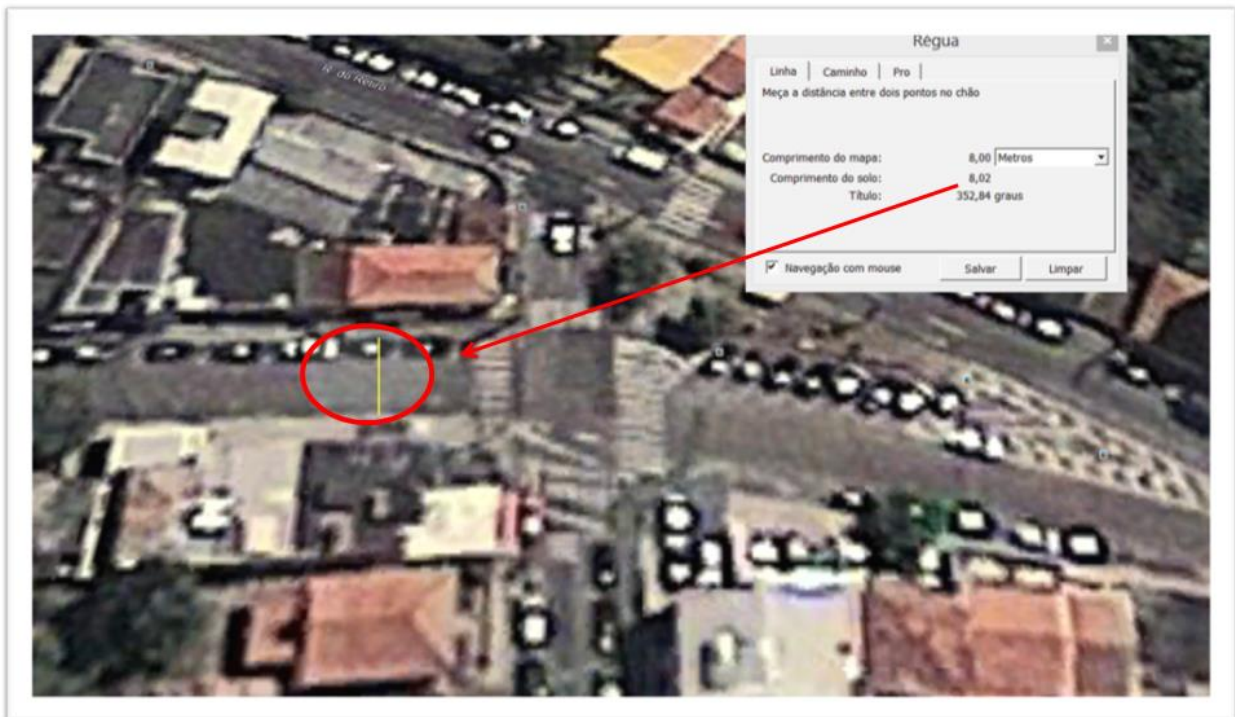 Régua
Linha Caminho Pro
Meça a distância entre dois pontos no chão
Comprimento do mapa: 8,00 Metros
Comprimento do solo: 8,02
Título: 352,84 graus
Navegação com mouse Salvar Limpar
R. do Retiro